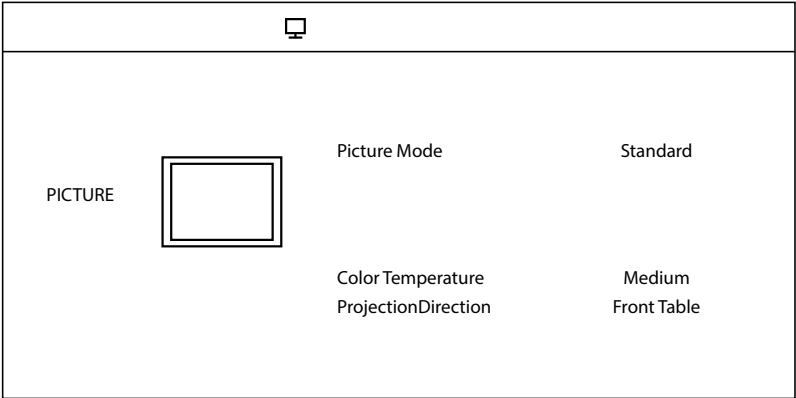 Picture Mode Standard
PICTURE
Color Temperature Medium
ProjectionDirection Front Table